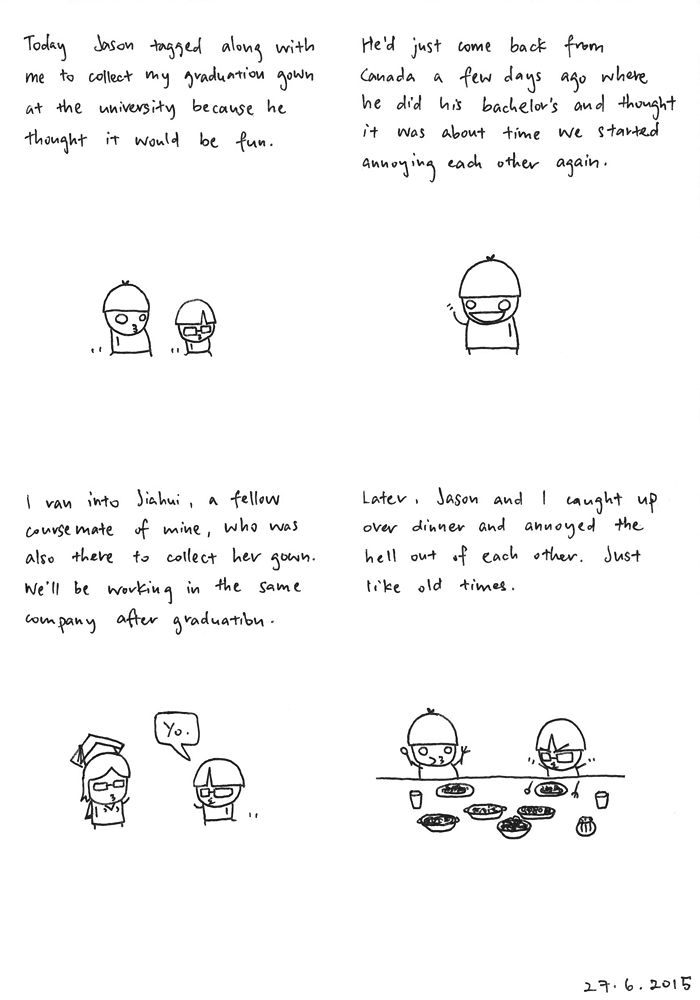 Today Jason tagged along with
me to collect my graduation gown
at the university because he
thought it would be fun.
He'd just come back from
Canada a few days ago where
he did his bachelor's and thought
it was about time we started
annoying each other again.
I ran into Jiahui, a fellow
coursemate of mine, who was
also there to collect her gown.
We'll be working in the same
company after graduation.
Yo.
Later, Jason and I caught up
over dinner and annoyed the
hell out of each other. Just
like old times.
27.6.2015